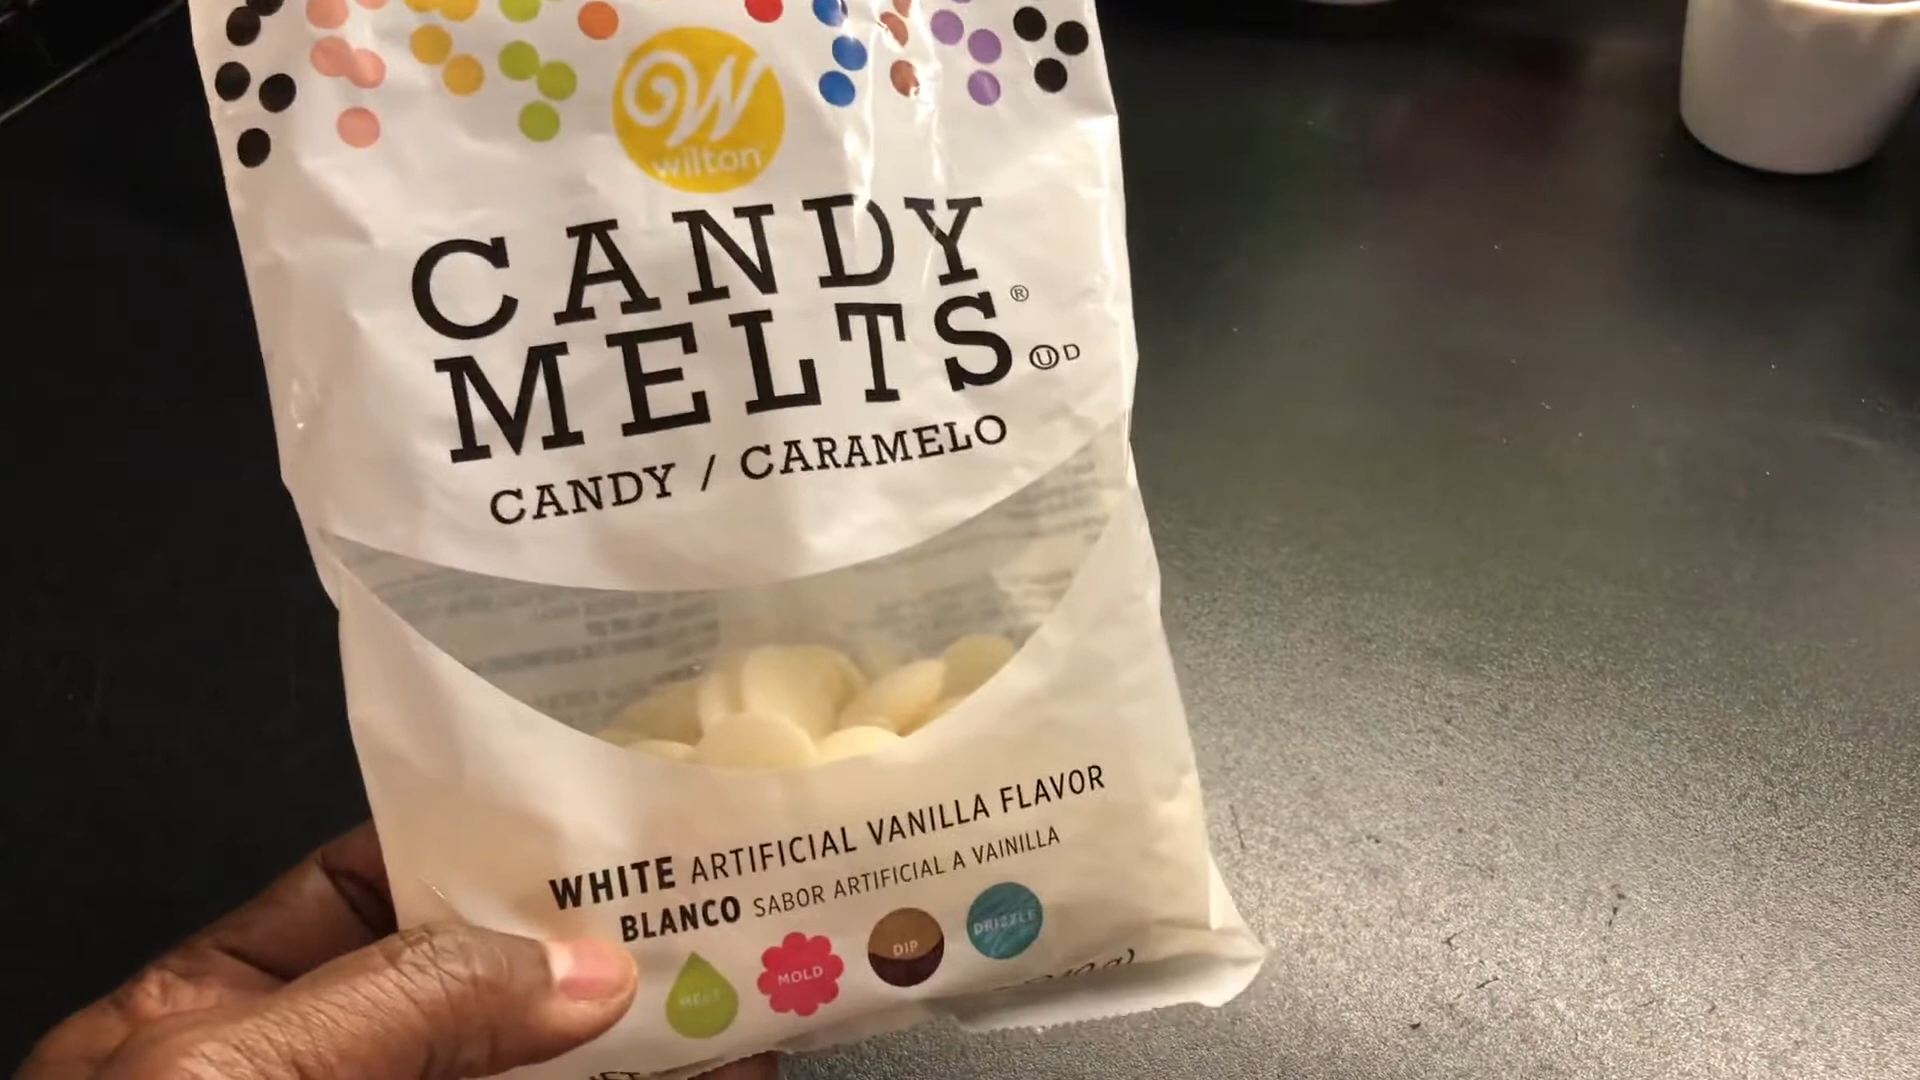 W
wilton
CANDY
MELTS®
U D
CANDY / CARAMELO
WHITE ARTIFICIAL VANILLA FLAVOR
BLANCO SABOR ARTIFICIAL A VAINILLA
MELT MOLD DIP DRIZZLE